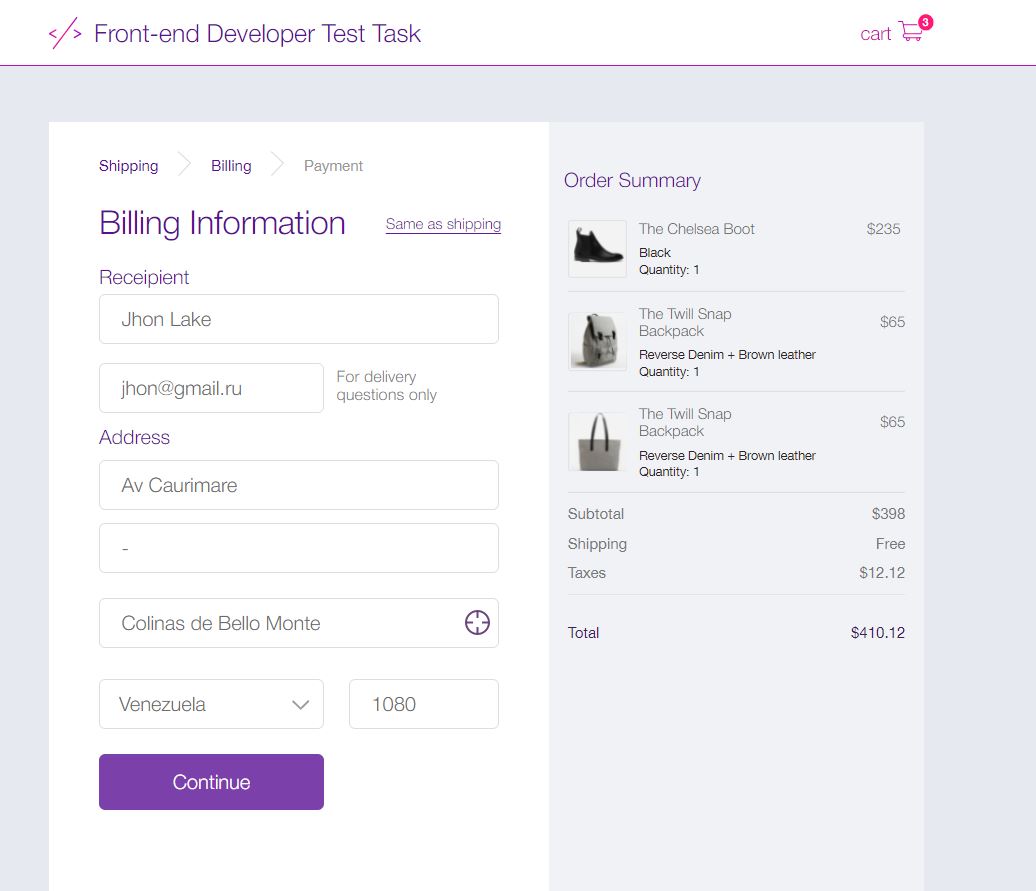 </> Front-end Developer Test Task
cart 3
Shipping Billing Payment
Billing Information Same as shipping
Receipient
Jhon Lake
jhon@gmail.ru
For delivery
questions only
Address
Av Caurimare
-
Colinas de Bello Monte
Venezuela 1080
Continue
Order Summary
The Chelsea Boot $235
Black
Quantity: 1
The Twill Snap
Backpack
$65
Reverse Denim + Brown leather
Quantity: 1
The Twill Snap
Backpack
$65
Reverse Denim + Brown leather
Quantity: 1
Subtotal $398
Shipping Free
Taxes $12.12
Total $410.12